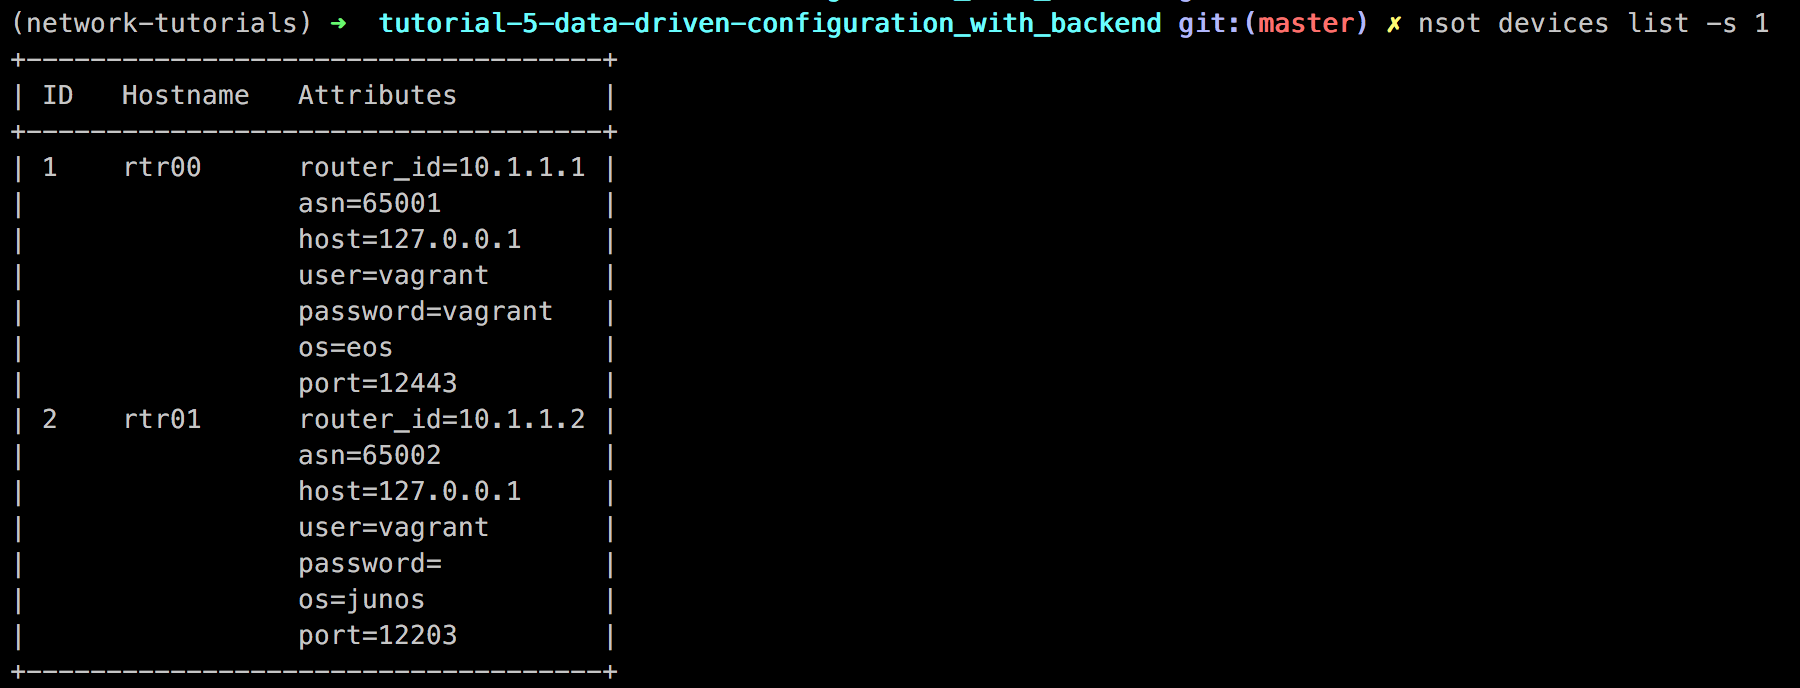 (network-tutorials) ➜  tutorial-5-data-driven-configuration_with_backend git:(master) ✗ nsot devices list -s 1
+------------------------------------+
| ID   Hostname   Attributes         |
+------------------------------------+
| 1    rtr00      router_id=10.1.1.1 |
|                 asn=65001          |
|                 host=127.0.0.1     |
|                 user=vagrant       |
|                 password=vagrant   |
|                 os=eos             |
|                 port=12443         |
| 2    rtr01      router_id=10.1.1.2 |
|                 asn=65002          |
|                 host=127.0.0.1     |
|                 user=vagrant       |
|                 password=          |
|                 os=junos           |
|                 port=12203         |
+------------------------------------+